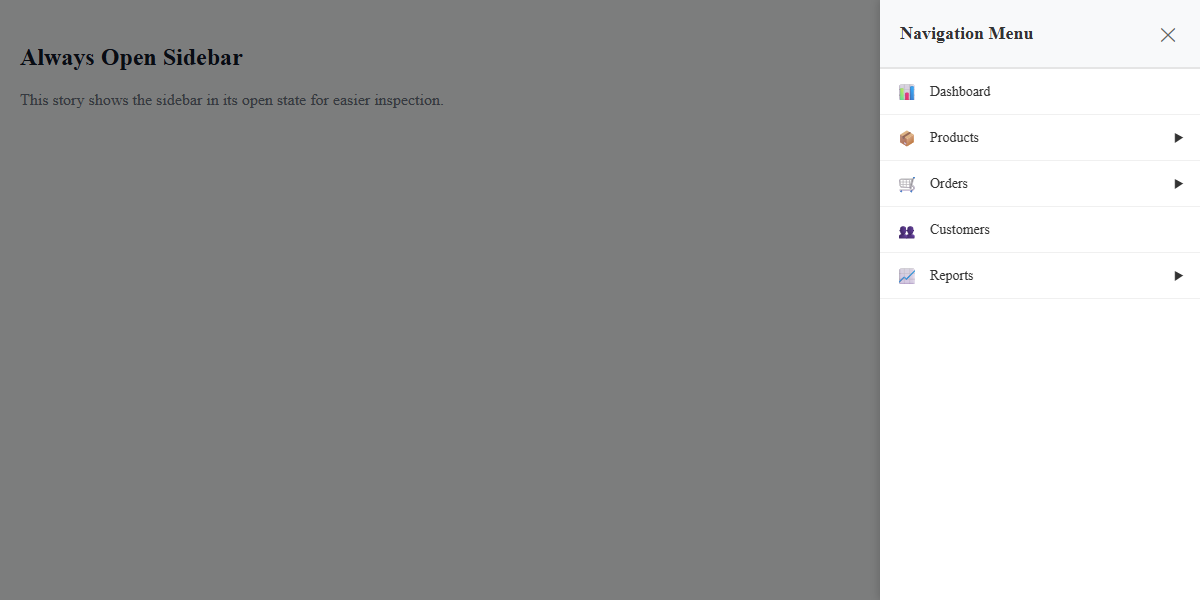 Always Open Sidebar
This story shows the sidebar in its open state for easier inspection.
Navigation Menu
Dashboard
Products
Orders
Customers
Reports